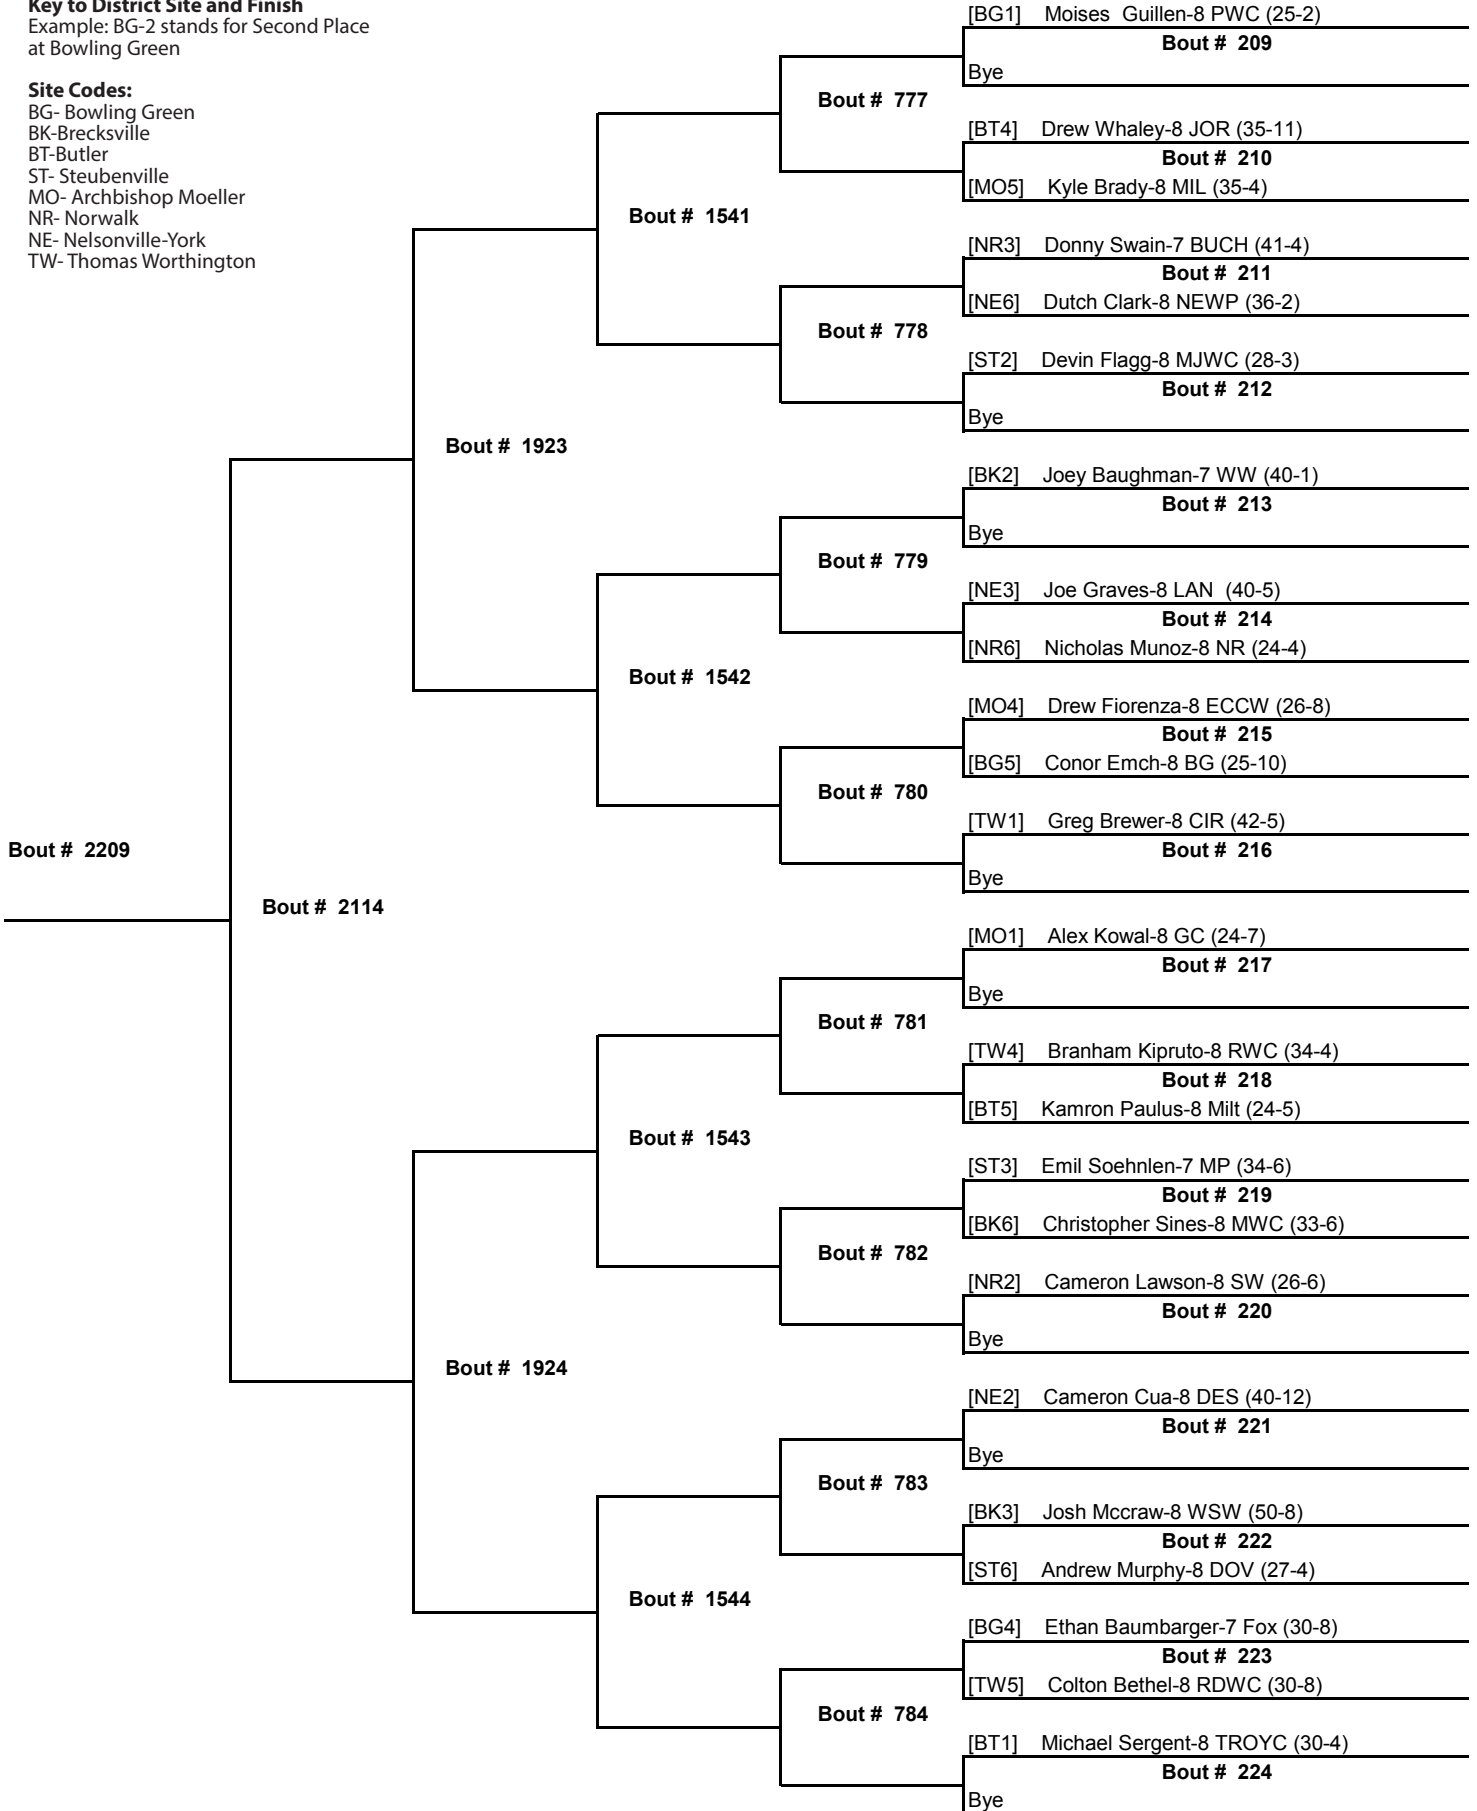 Key to District Site and Finish
Example: BG-2 stands for Second Place
at Bowling Green
Site Codes:
BG- Bowling Green
BK-Brecksville
BT-Butler
ST- Steubenville
MO- Archbishop Moeller
NR- Norwalk
NE- Nelsonville-York
TW- Thomas Worthington
[BG1] Moises Guillen-8 PWC (25-2)
Bout # 209
Bye
Bout # 777
[BT4] Drew Whaley-8 JOR (35-11)
Bout # 210
[MO5] Kyle Brady-8 MIL (35-4)
Bout # 1541
[NR3] Donny Swain-7 BUCH (41-4)
Bout # 211
[NE6] Dutch Clark-8 NEWP (36-2)
Bout # 778
[ST2] Devin Flagg-8 MJWC (28-3)
Bout # 212
Bye
Bout # 1923
[BK2] Joey Baughman-7 WW (40-1)
Bout # 213
Bye
Bout # 779
[NE3] Joe Graves-8 LAN (40-5)
Bout # 214
[NR6] Nicholas Munoz-8 NR (24-4)
Bout # 1542
[MO4] Drew Fiorenza-8 ECCW (26-8)
Bout # 215
[BG5] Conor Emch-8 BG (25-10)
Bout # 780
[TW1] Greg Brewer-8 CIR (42-5)
Bout # 216
Bye
Bout # 2209
Bout # 2114
[MO1] Alex Kowal-8 GC (24-7)
Bout # 217
Bye
Bout # 781
[TW4] Branham Kipruto-8 RWC (34-4)
Bout # 218
[BT5] Kamron Paulus-8 Milt (24-5)
Bout # 1543
[ST3] Emil Soehnlen-7 MP (34-6)
Bout # 219
[BK6] Christopher Sines-8 MWC (33-6)
Bout # 782
[NR2] Cameron Lawson-8 SW (26-6)
Bout # 220
Bye
Bout # 1924
[NE2] Cameron Cua-8 DES (40-12)
Bout # 221
Bye
Bout # 783
[BK3] Josh Mccraw-8 WSW (50-8)
Bout # 222
[ST6] Andrew Murphy-8 DOV (27-4)
Bout # 1544
[BG4] Ethan Baumbarger-7 Fox (30-8)
Bout # 223
[TW5] Colton Bethel-8 RDWC (30-8)
Bout # 784
[BT1] Michael Sergent-8 TROYC (30-4)
Bout # 224
Bye